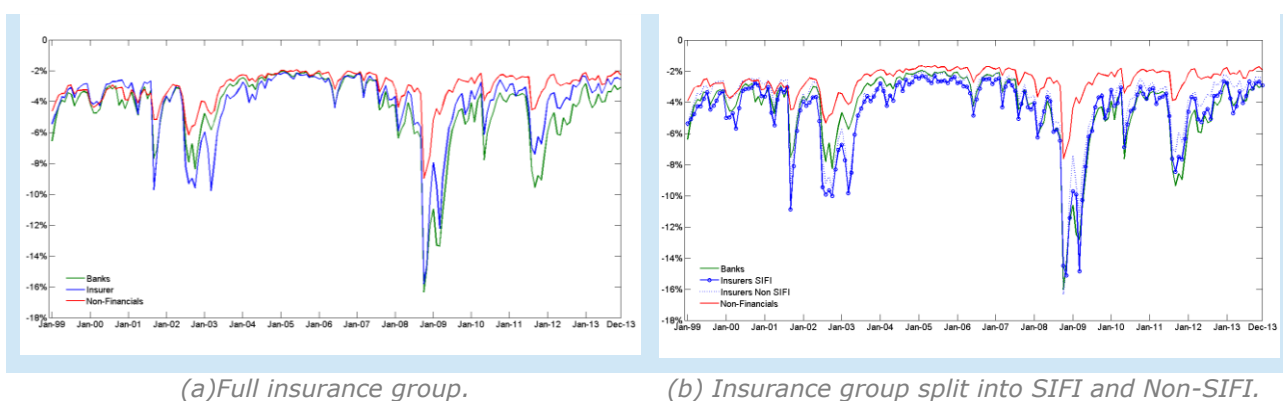 0
-2%
-4%
-6%
-8%
-10%
-12%
-14%
-16%
-18%
Banks
Insurer
Non-Financials
Jan-99 Jan-00 Jan-01 Jan-02 Jan-03 Jan-04 Jan-05 Jan-06 Jan-07 Jan-08 Jan-09 Jan-10 Jan-11 Jan-12 Jan-13 Dec-13
(a)Full insurance group.
0
-2%
-4%
-6%
-8%
-10%
-12%
-14%
-16%
-18%
Banks
Insurers SIFI
Insurers Non SIFI
Non-Financials
Jan-99 Jan-00 Jan-01 Jan-02 Jan-03 Jan-04 Jan-05 Jan-06 Jan-07 Jan-08 Jan-09 Jan-10 Jan-11 Jan-12 Jan-13 Dec-13
(b) Insurance group split into SIFI and Non-SIFI.